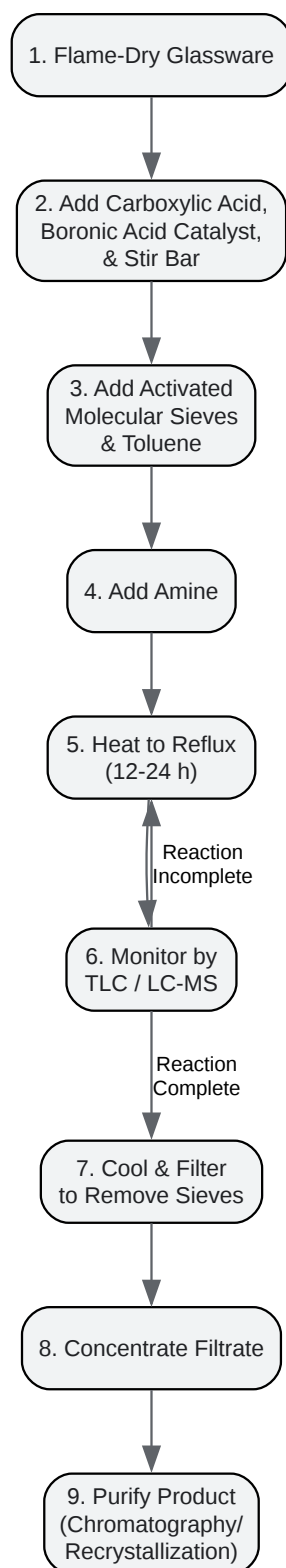 1. Flame-Dry Glassware
2. Add Carboxylic Acid,
Boronic Acid Catalyst,
& Stir Bar
3. Add Activated
Molecular Sieves
& Toluene
4. Add Amine
5. Heat to Reflux
(12-24 h)
Reaction
Incomplete
6. Monitor by
TLC / LC-MS
Reaction
Complete
7. Cool & Filter
to Remove Sieves
8. Concentrate Filtrate
9. Purify Product
(Chromatography/
Recrystallization)